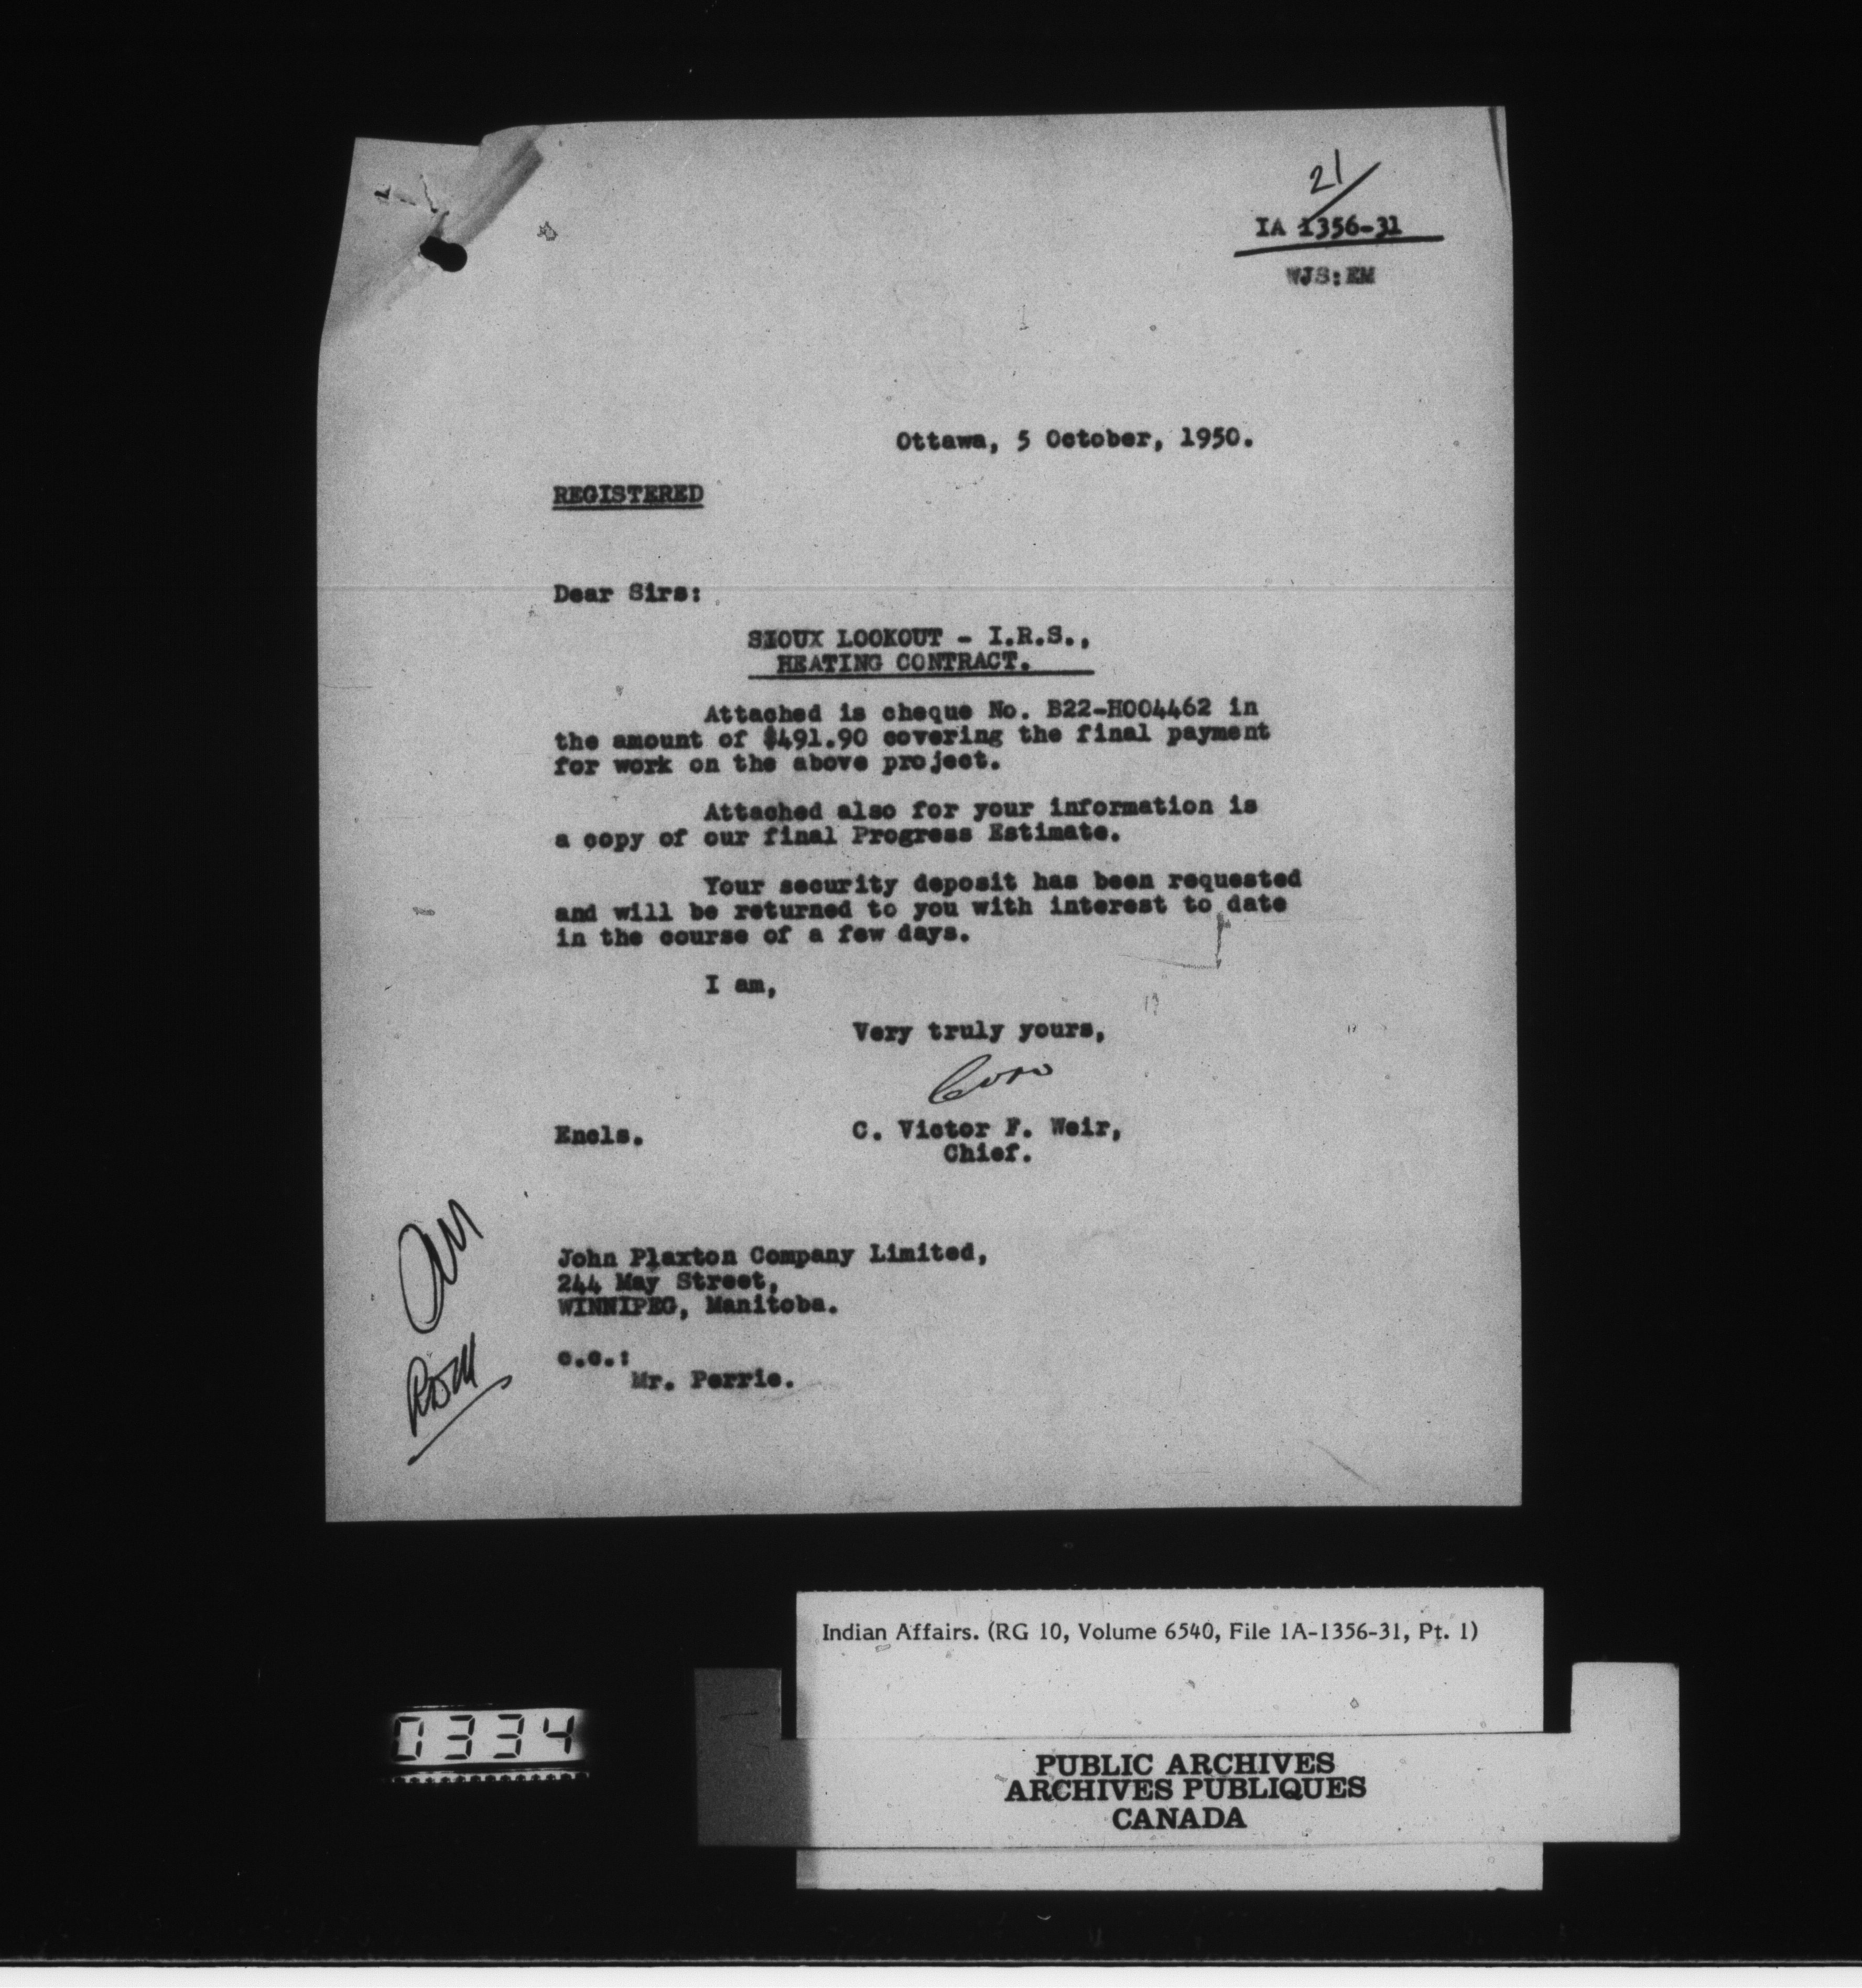 21
IA 1356-31
WJS:EM
Ottawa, 5 October, 1950.
REGISTERED
Dear Sirs:
SIOUX LOOKOUT - I.R.S.,
HEATING CONTRACT.
Attached is cheque No. B22-H004462 in
the amount of $491.90 covering the final payment
for work on the above project.
Attached also for your information is
a copy of our final Progress Estimate.
Your security deposit has been requested
and will be returned to you with interest to date
in the course of a few days.
I am,
Very truly yours,
Encls.
C. Victor F. Weir,
Chief.
John Plaxton Company Limited,
244 May Street,
WINNIPEG, Manitoba.
c.c.:
Mr. Perrie.
Indian Affairs. (RG 10, Volume 6540, File 1A-1356-31, Pt. 1)
0334
PUBLIC ARCHIVES
ARCHIVES PUBLIQUES
CANADA